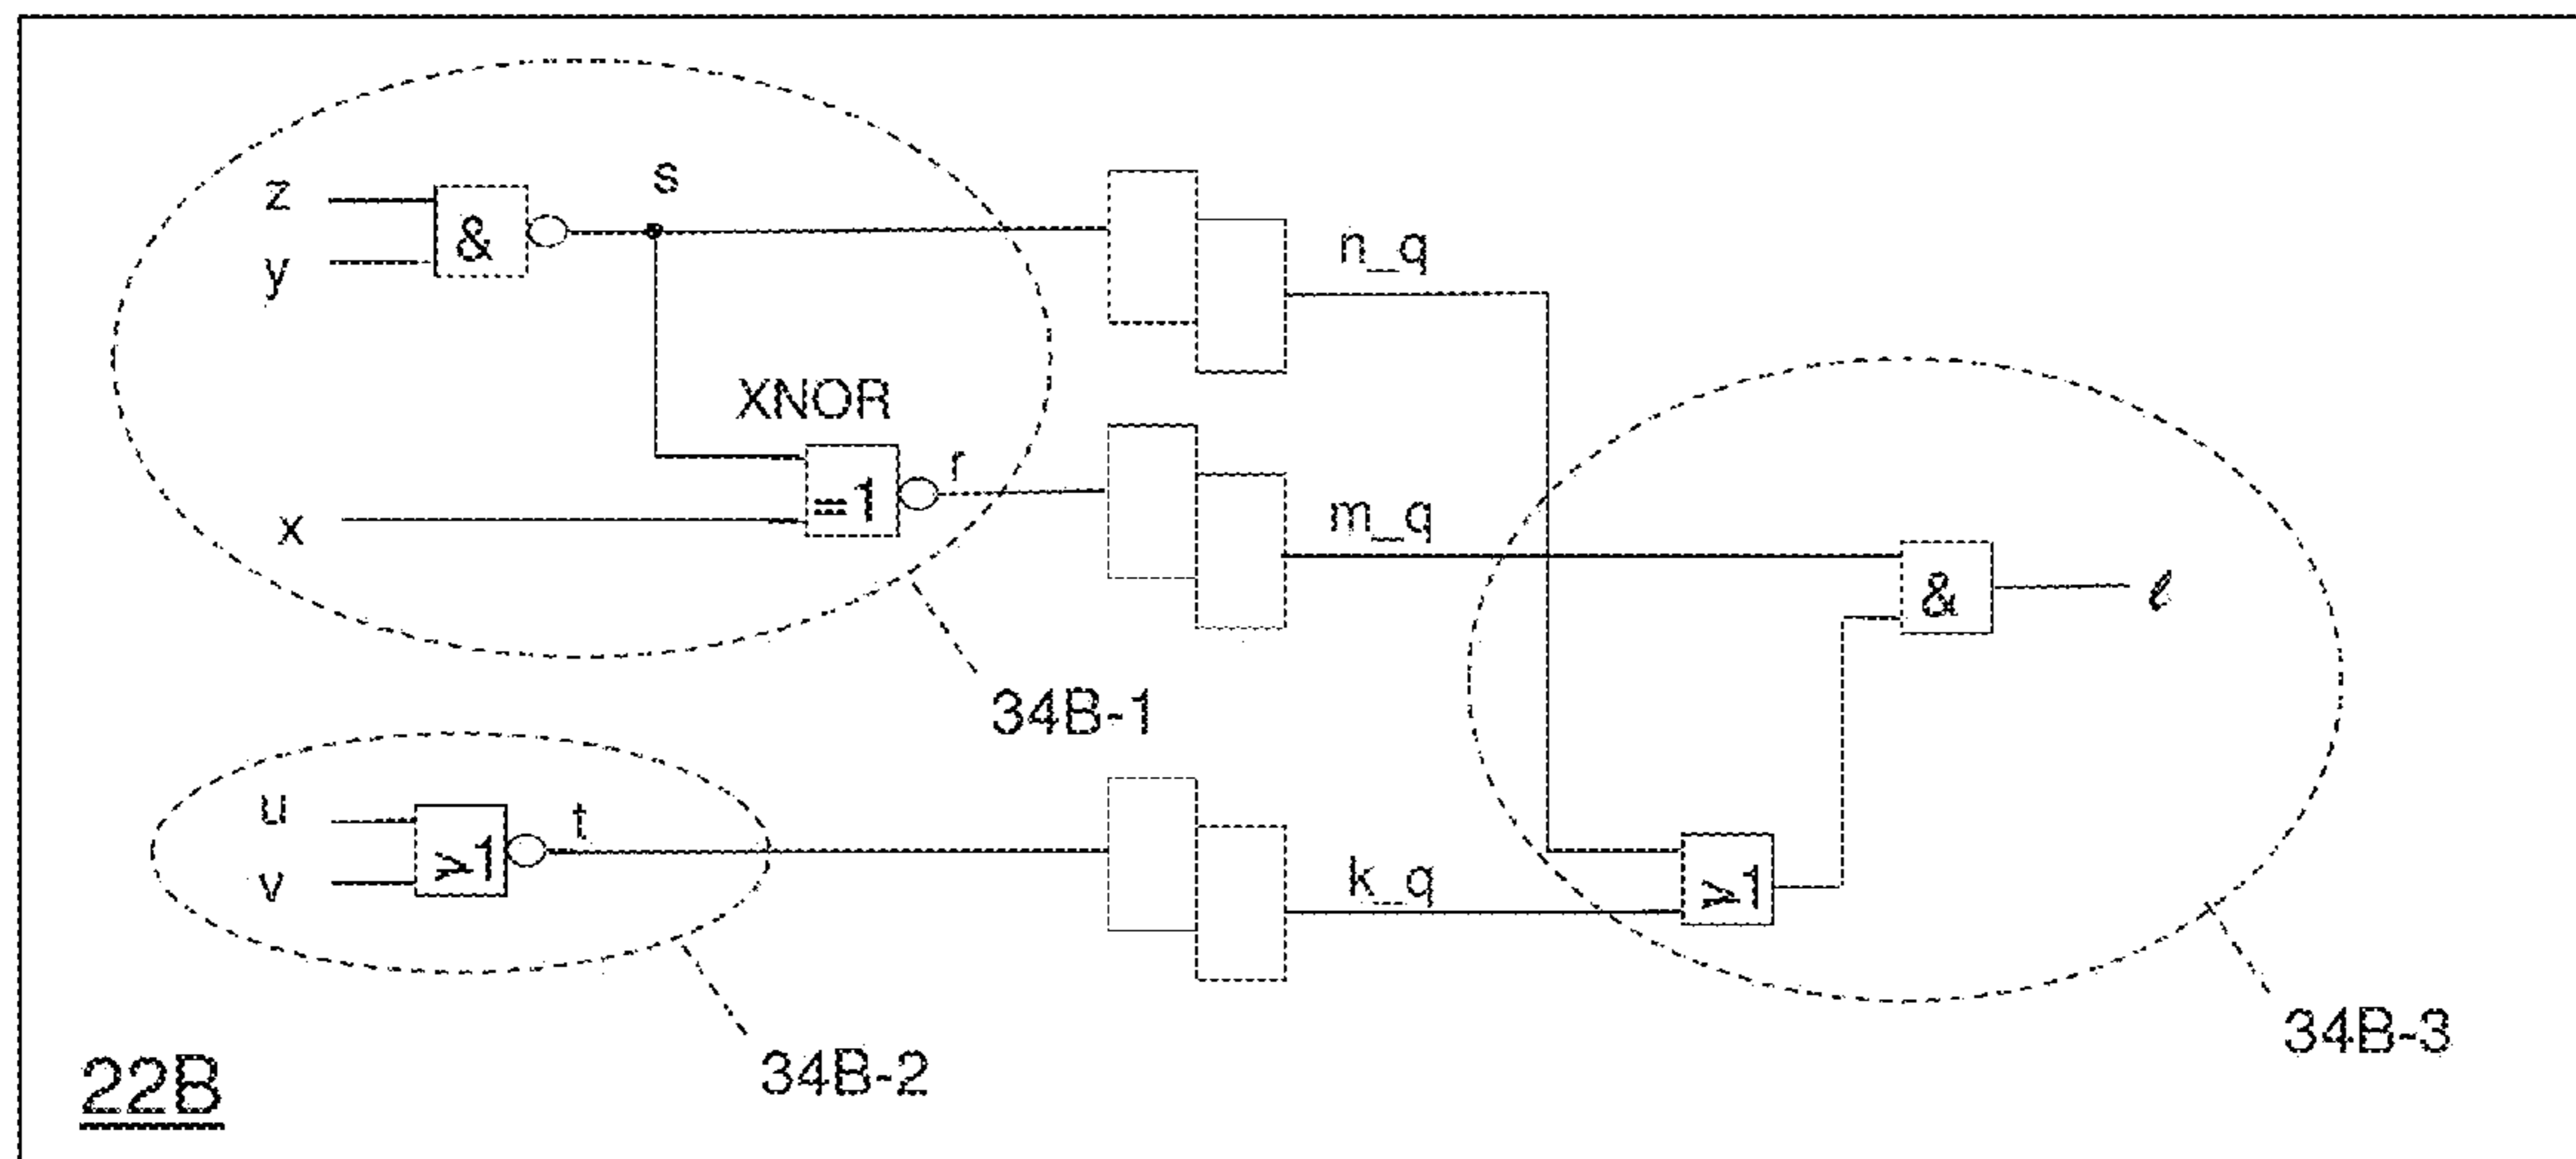 s
z
&
y
n_q
XNOR
r
=1
x
m_q
&
ℓ
34B-1
u
t
≥1
v
k_q
≥1
34B-3
34B-2
22B